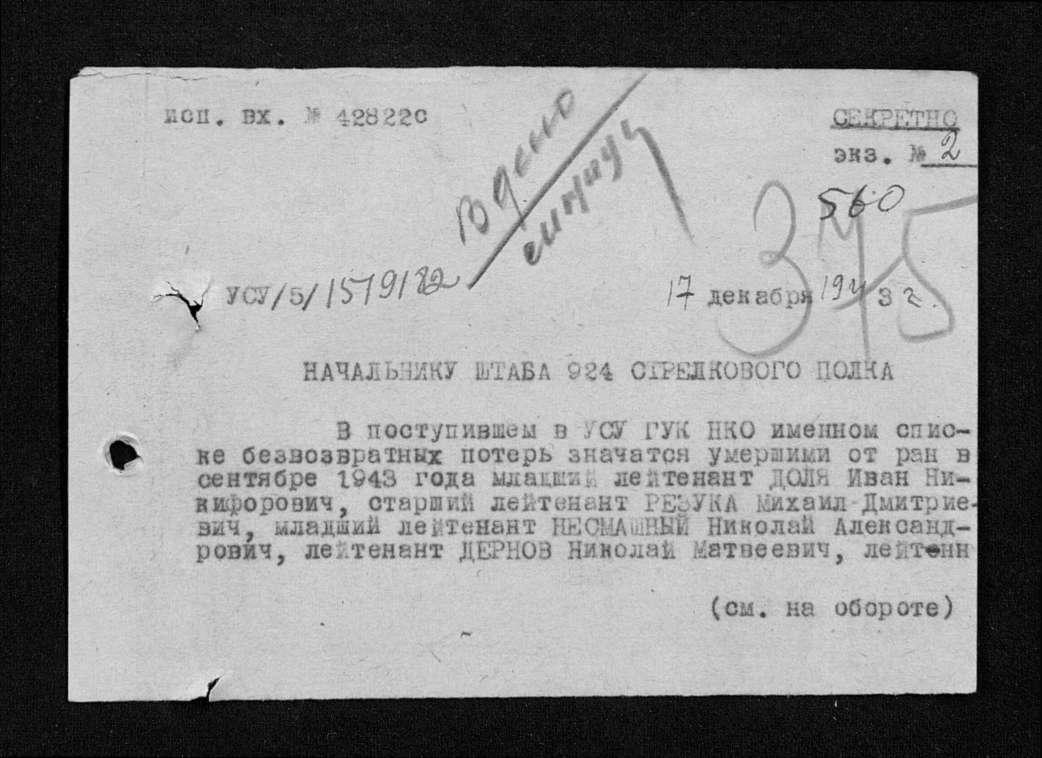 исп. вх. № 42822с
СЕКРЕТНО
экз. № 2
560
345
В дело
УСУ/5/1519182
17 декабря 1943 г.
НАЧАЛЬНИКУ ШТАБА 924 СТРЕЛКОВОГО ПОЛКА
В поступившем в УСУ ГУК НКО именном спис-
ке безвозвратных потерь значатся умершими от ран в
сентябре 1943 года младший лейтенант ДОЛЯ Иван Ни-
кифорович, старший лейтенант РЕЗУКА Михаил Дмитрие-
вич, младший лейтенант НЕСМАШНЫЙ Николай Александ-
рович, лейтенант ДЕРНОВ Николай Матвеевич, лейтенн
(см. на обороте)